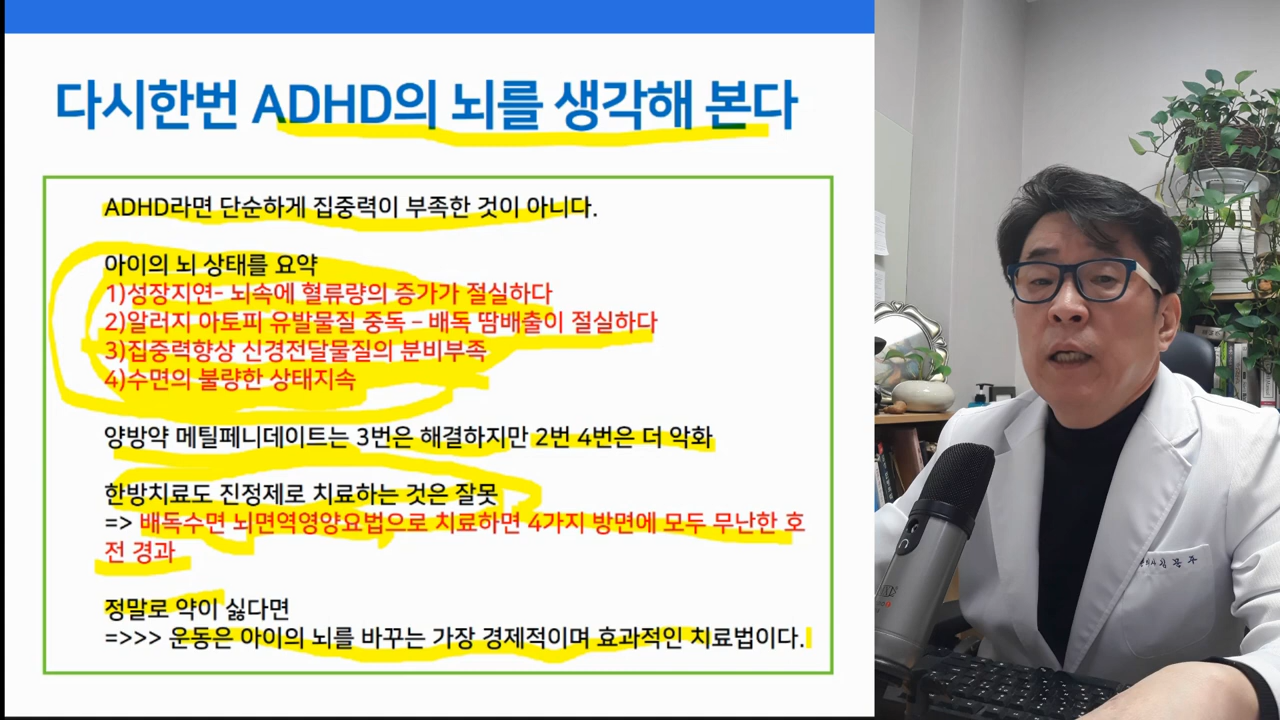 다시한번 ADHD의 뇌를 생각해 본다
ADHD라면 단순하게 집중력이 부족한 것이 아니다.
아이의 뇌 상태를 요약
1)성장지연- 뇌속에 혈류량의 증가가 절실하다
2)알러지 아토피 유발물질 중독 – 배독 땀배출이 절실하다
3)집중력향상 신경전달물질의 분비부족
4)수면의 불량한 상태지속
양방약 메틸페니데이트는 3번은 해결하지만 2번 4번은 더 악화
한방치료도 진정제로 치료하는 것은 잘못
=> 배독수면 뇌면역영양요법으로 치료하면 4가지 방면에 모두 무난한 호
전 경과
정말로 약이 싫다면
=>>> 운동은 아이의 뇌를 바꾸는 가장 경제적이며 효과적인 치료법이다.